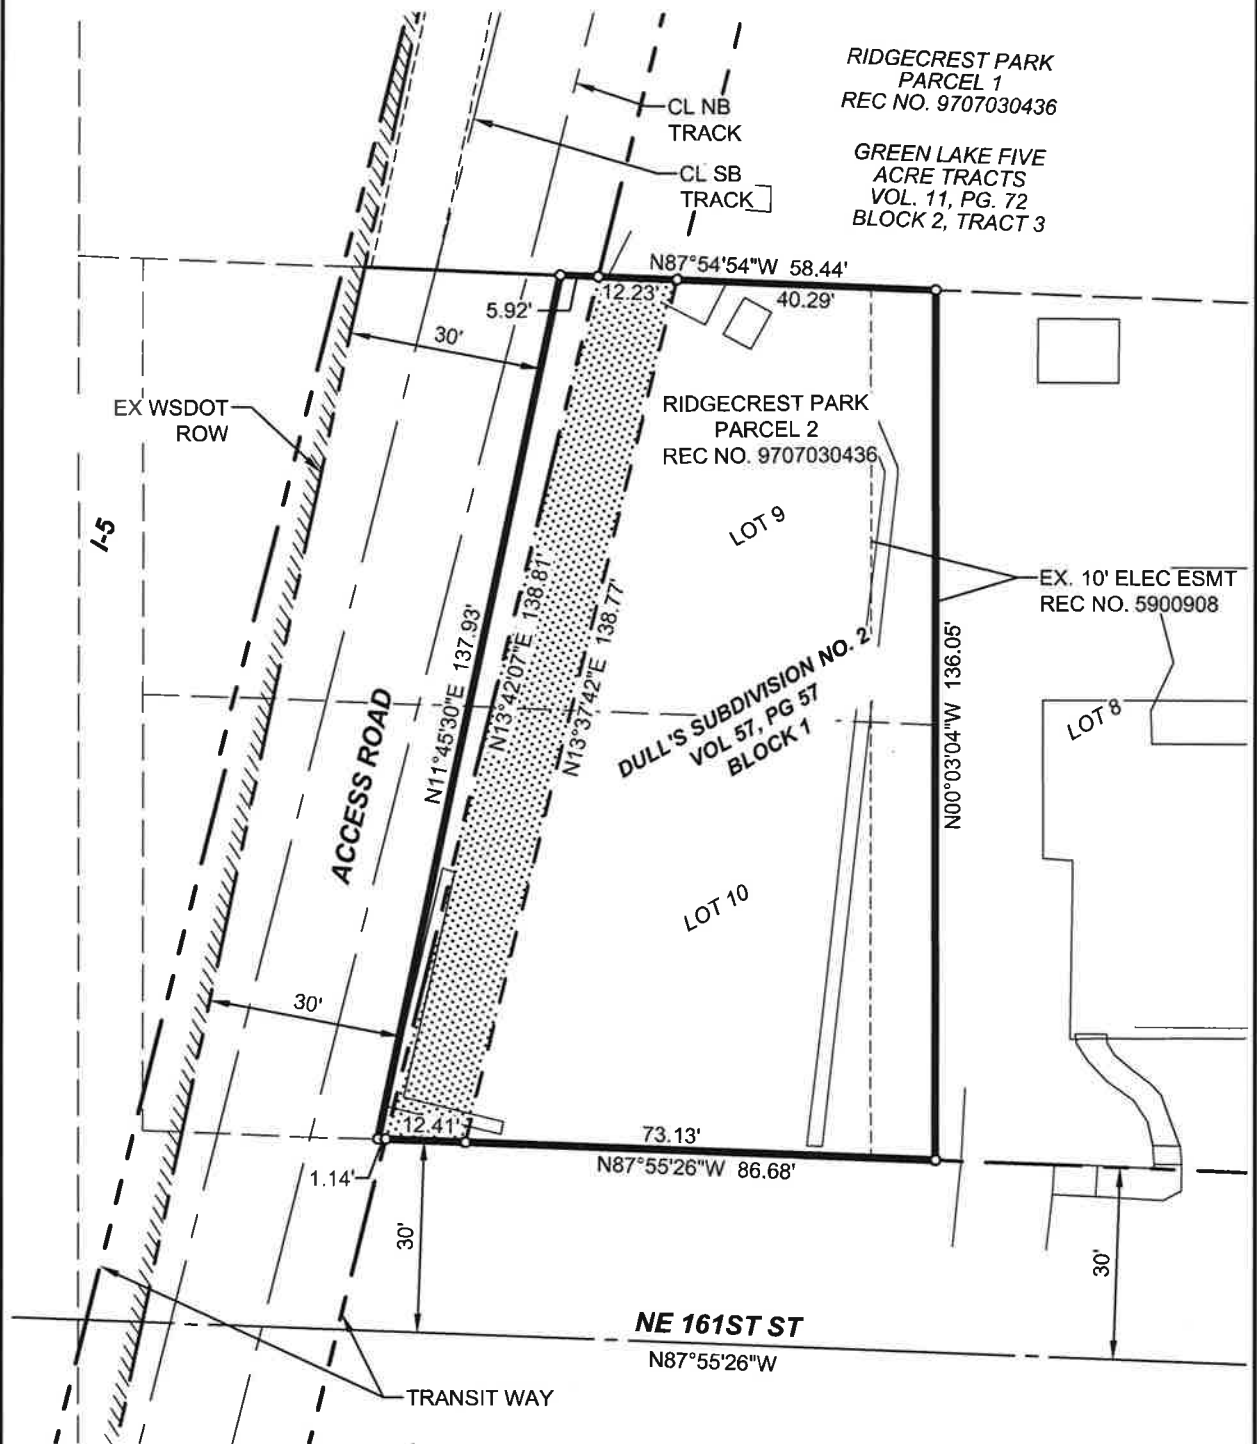 RIDGECREST PARK
PARCEL 1
REC NO. 9707030436
CL NB
TRACK
GREEN LAKE FIVE
ACRE TRACTS
VOL. 11, PG. 72
BLOCK 2, TRACT 3
CL SB
TRACK
N87°54'54"W 58.44'
5.92'
12.23'
40.29'
30'
EX WSDOT
ROW
RIDGECREST PARK
PARCEL 2
REC NO. 9707030436
I-5
LOT 9
EX. 10' ELEC ESMT
REC NO. 5900908
N11°45'30"E 137.93'
N13°42'07"E 138.81'
N13°37'42"E 138.77'
DULL'S SUBDIVISION NO. 2
VOL 57, PG 57
BLOCK 1
N00°03'04"W 136.05'
LOT 8
ACCESS ROAD
LOT 10
30'
12.41'
73.13'
1.14'
N87°55'26"W 86.68'
30'
30'
NE 161ST ST
N87°55'26"W
TRANSIT WAY